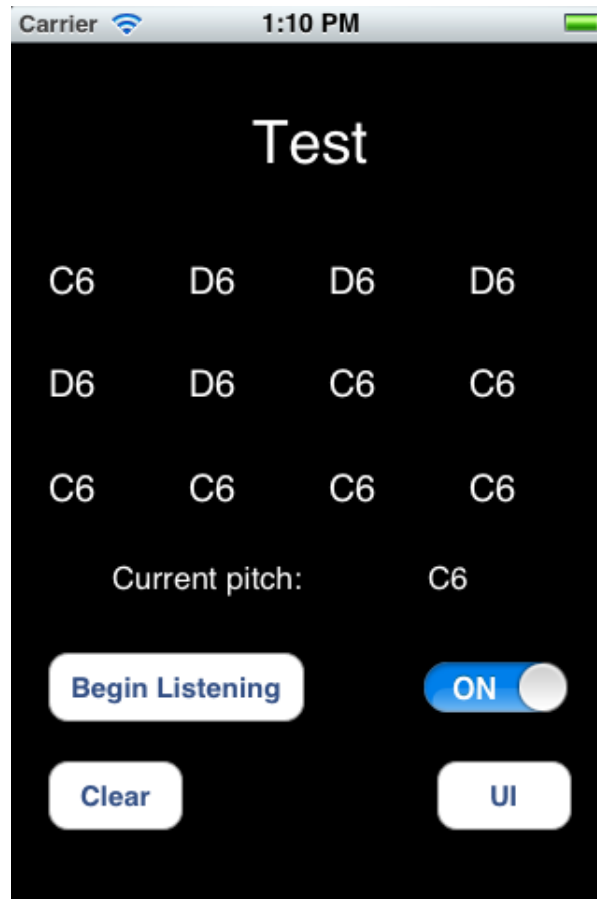 Carrier 1:10 PM
Test
C6 D6 D6 D6
D6 D6 C6 C6
C6 C6 C6 C6
Current pitch: C6
Begin Listening ON
Clear UI